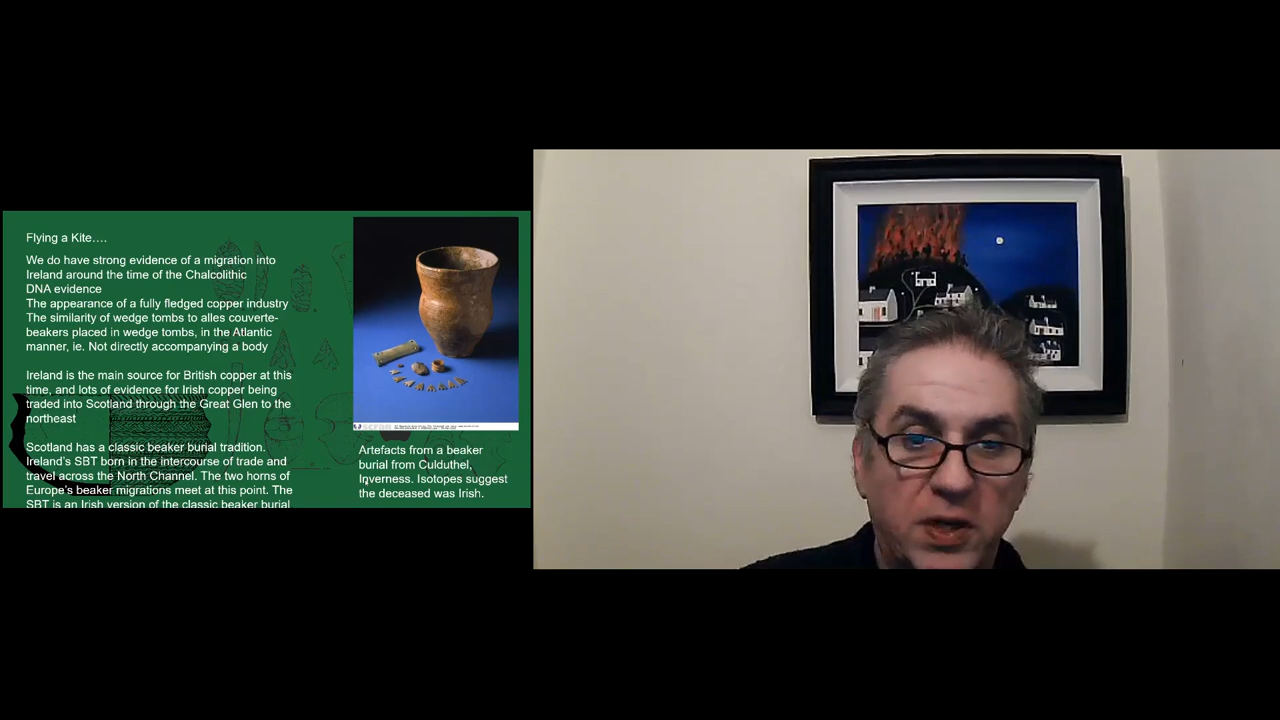 Flying a Kite....
We do have strong evidence of a migration into
Ireland around the time of the Chalcolithic
DNA evidence
The appearance of a fully fledged copper industry
The similarity of wedge tombs to alles couverte-
beakers placed in wedge tombs, in the Atlantic
manner, ie. Not directly accompanying a body
Ireland is the main source for British copper at this
time, and lots of evidence for Irish copper being
traded into Scotland through the Great Glen to the
northeast
Scotland has a classic beaker burial tradition.
Ireland's SBT born in the intercourse of trade and
travel across the North Channel. The two horns of
Europe's beaker migrations meet at this point. The
SBT is an Irish version of the classic beaker burial
scran
Artefacts from a beaker
burial from Culduthel,
Inverness. Isotopes suggest
the deceased was Irish.